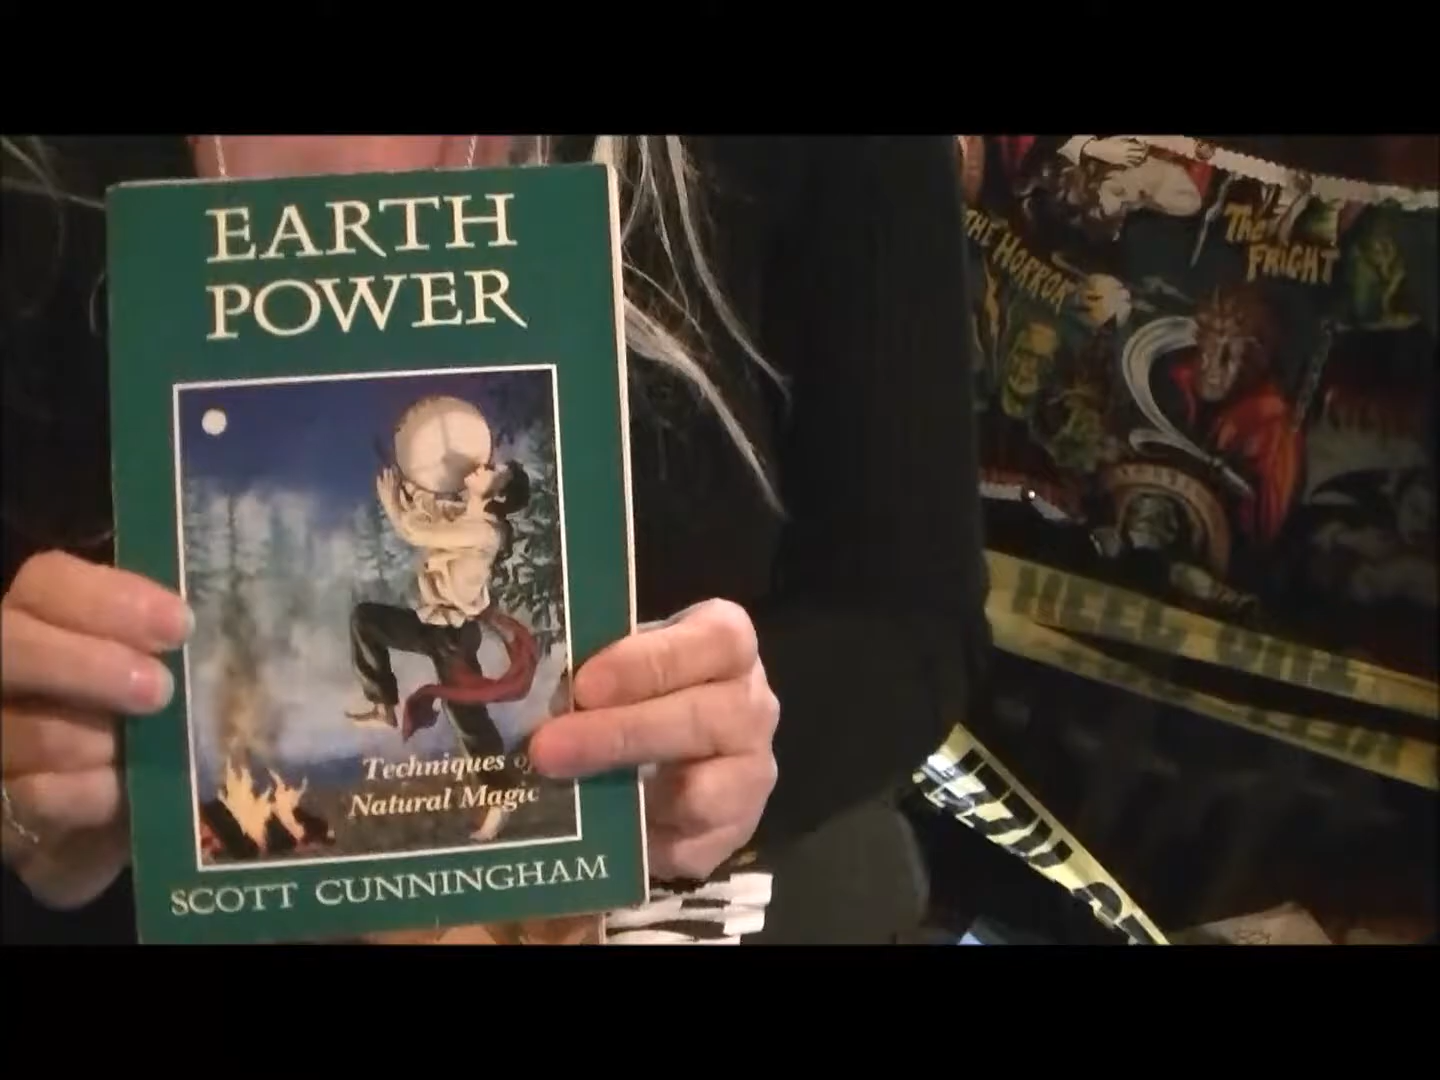 EARTH
POWER
Techniques of
Natural Magic
SCOTT CUNNINGHAM
THE HORROR
The
FRIGHT